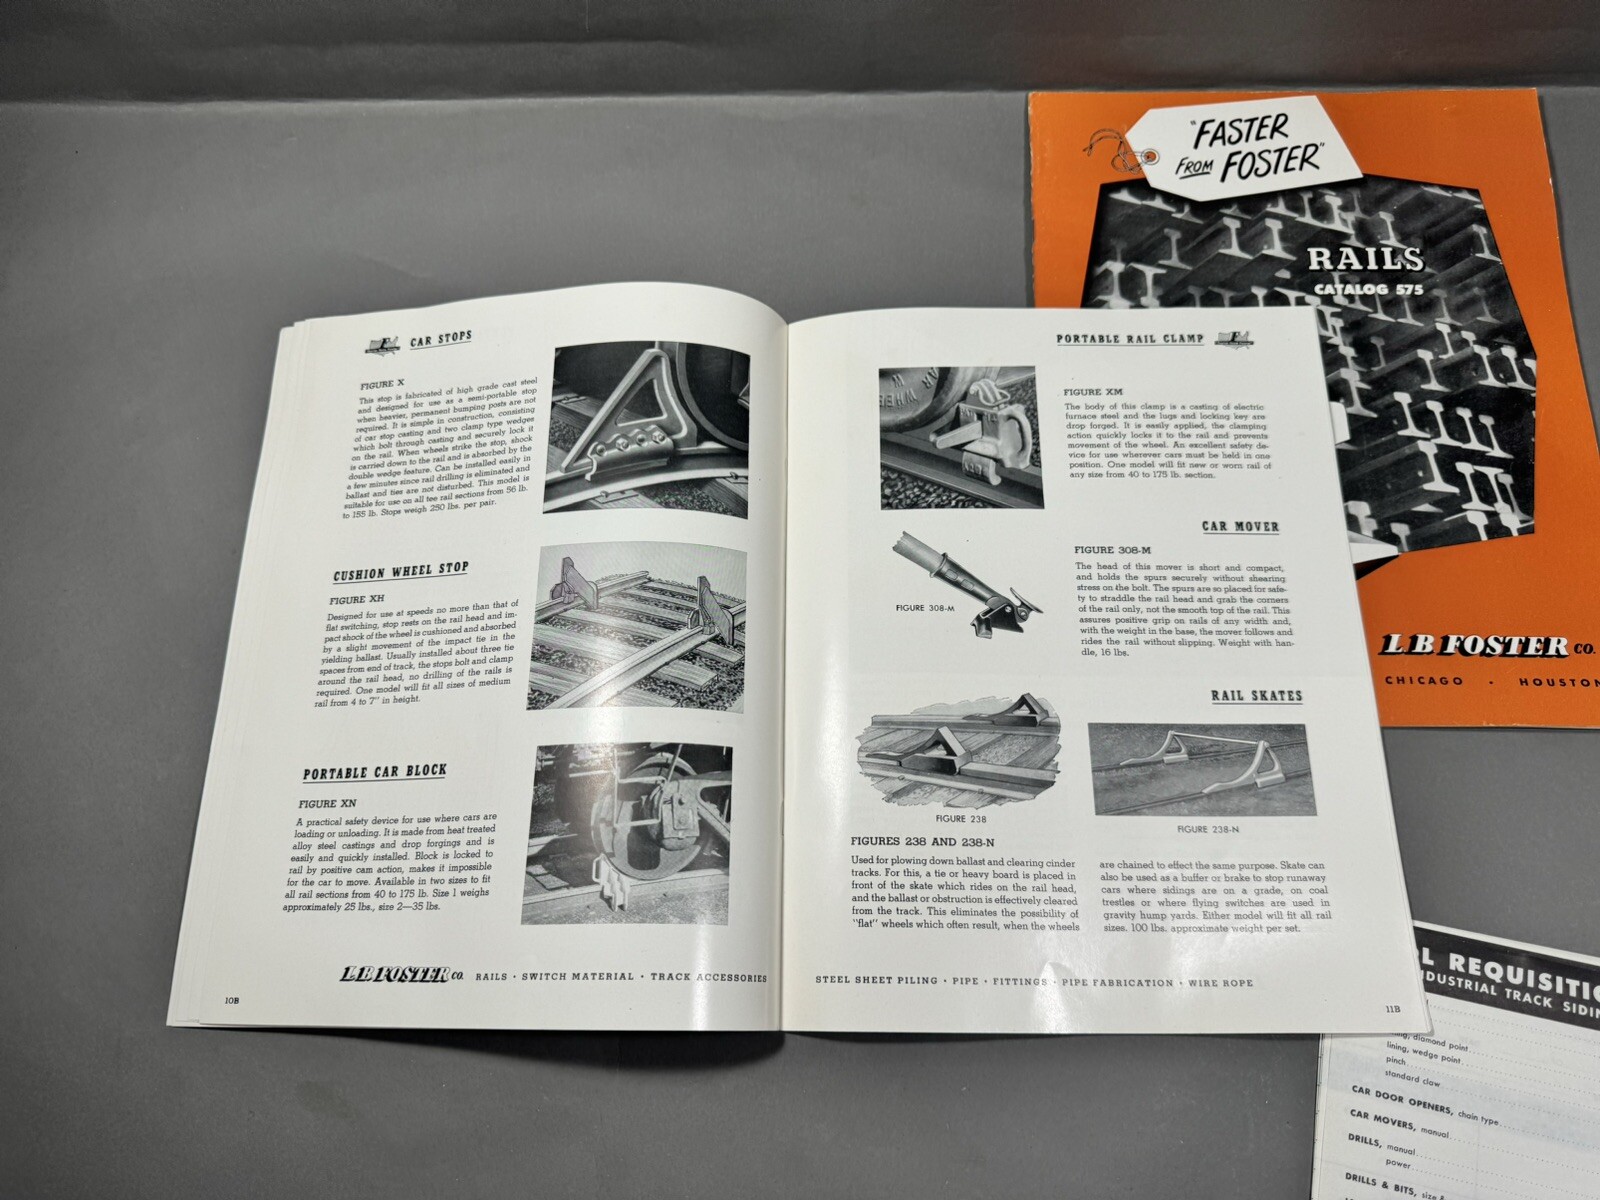 "FASTER
FROM FOSTER"
RAILS
CATALOG 575
L B FOSTER CO.
CHICAGO · HOUSTON
CAR STOPS
FIGURE X
This stop is fabricated of high grade cast steel
and designed for use as a semi-portable stop
when heavier, permanent bumping posts are not
required. It is simple in construction, consisting
of car stop casting and two clamp type wedges
which bolt through casting and securely lock it
on the rail. When wheels strike the stop, shock
is carried down to the rail and is absorbed by the
double wedge feature. Can be installed easily in
a few minutes since rail drilling is eliminated and
ballast and ties are not disturbed. This model is
suitable for use on all tee rail sections from 56 lb.
to 155 lb. Stops weigh 250 lbs. per pair.
CUSHION WHEEL STOP
FIGURE XH
Designed for use at speeds no more than that of
flat switching, stop rests on the rail head and im-
pact shock of the wheel is cushioned and absorbed
by a slight movement of the impact tie in the
yielding ballast. Usually installed about three tie
spaces from end of track, the stops bolt and clamp
around the rail head, no drilling of the rails is
required. One model will fit all sizes of medium
rail from 4 to 7" in height.
PORTABLE CAR BLOCK
FIGURE XN
A practical safety device for use where cars are
loading or unloading. It is made from heat treated
alloy steel castings and drop forgings and is
easily and quickly installed. Block is locked to
rail by positive cam action, makes it impossible
for the car to move. Available in two sizes to fit
all rail sections from 40 to 175 lb. Size 1 weighs
approximately 25 lbs., size 2—35 lbs.
L B FOSTER CO. RAILS · SWITCH MATERIAL · TRACK ACCESSORIES
10B
PORTABLE RAIL CLAMP
F
FIGURE XM
The body of this clamp is a casting of electric
furnace steel and the lugs and locking key are
drop forged. It is easily applied, the clamping
action quickly locks it to the rail and prevents
movement of the wheel. An excellent safety de-
vice for use wherever cars must be held in one
position. One model will fit new or worn rail of
any size from 40 to 175 lb. section.
CAR MOVER
FIGURE 308-M
FIGURE 308-M
The head of this mover is short and compact,
and holds the spurs securely without shearing
stress on the bolt. The spurs are so placed for safe-
ty to straddle the rail head and grab the corners
of the rail only, not the smooth top of the rail. This
assures positive grip on rails of any width and,
with the weight in the base, the mover follows and
rides the rail without slipping. Weight with han-
dle, 16 lbs.
RAIL SKATES
FIGURE 238
FIGURE 238-N
FIGURES 238 AND 238-N
Used for plowing down ballast and clearing cinder
tracks. For this, a tie or heavy board is placed in
front of the skate which rides on the rail head,
and the ballast or obstruction is effectively cleared
from the track. This eliminates the possibility of
"flat" wheels which often result, when the wheels
are chained to effect the same purpose. Skate can
also be used as a buffer or brake to stop runaway
cars where sidings are on a grade, on coal
trestles or where flying switches are used in
gravity hump yards. Either model will fit all rail
sizes. 100 lbs. approximate weight per set.
STEEL SHEET PILING · PIPE · FITTINGS · PIPE FABRICATION · WIRE ROPE
11B
L REQUISITIO
DUSTRIAL TRACK SIDIN
diamond point
lining, wedge point
pinch
standard claw
CAR DOOR OPENERS, chain type
CAR MOVERS, manual
DRILLS, manual
power
DRILLS & BITS, size &